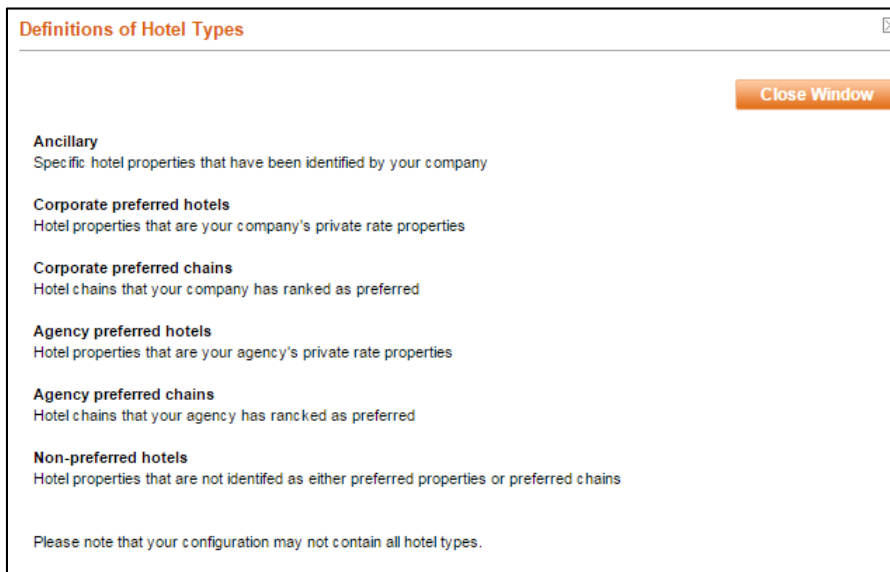 Definitions of Hotel Types
Close Window
Ancillary
Specific hotel properties that have been identified by your company
Corporate preferred hotels
Hotel properties that are your company's private rate properties
Corporate preferred chains
Hotel chains that your company has ranked as preferred
Agency preferred hotels
Hotel properties that are your agency's private rate properties
Agency preferred chains
Hotel chains that your agency has rancked as preferred
Non-preferred hotels
Hotel properties that are not identifed as either preferred properties or preferred chains
Please note that your configuration may not contain all hotel types.